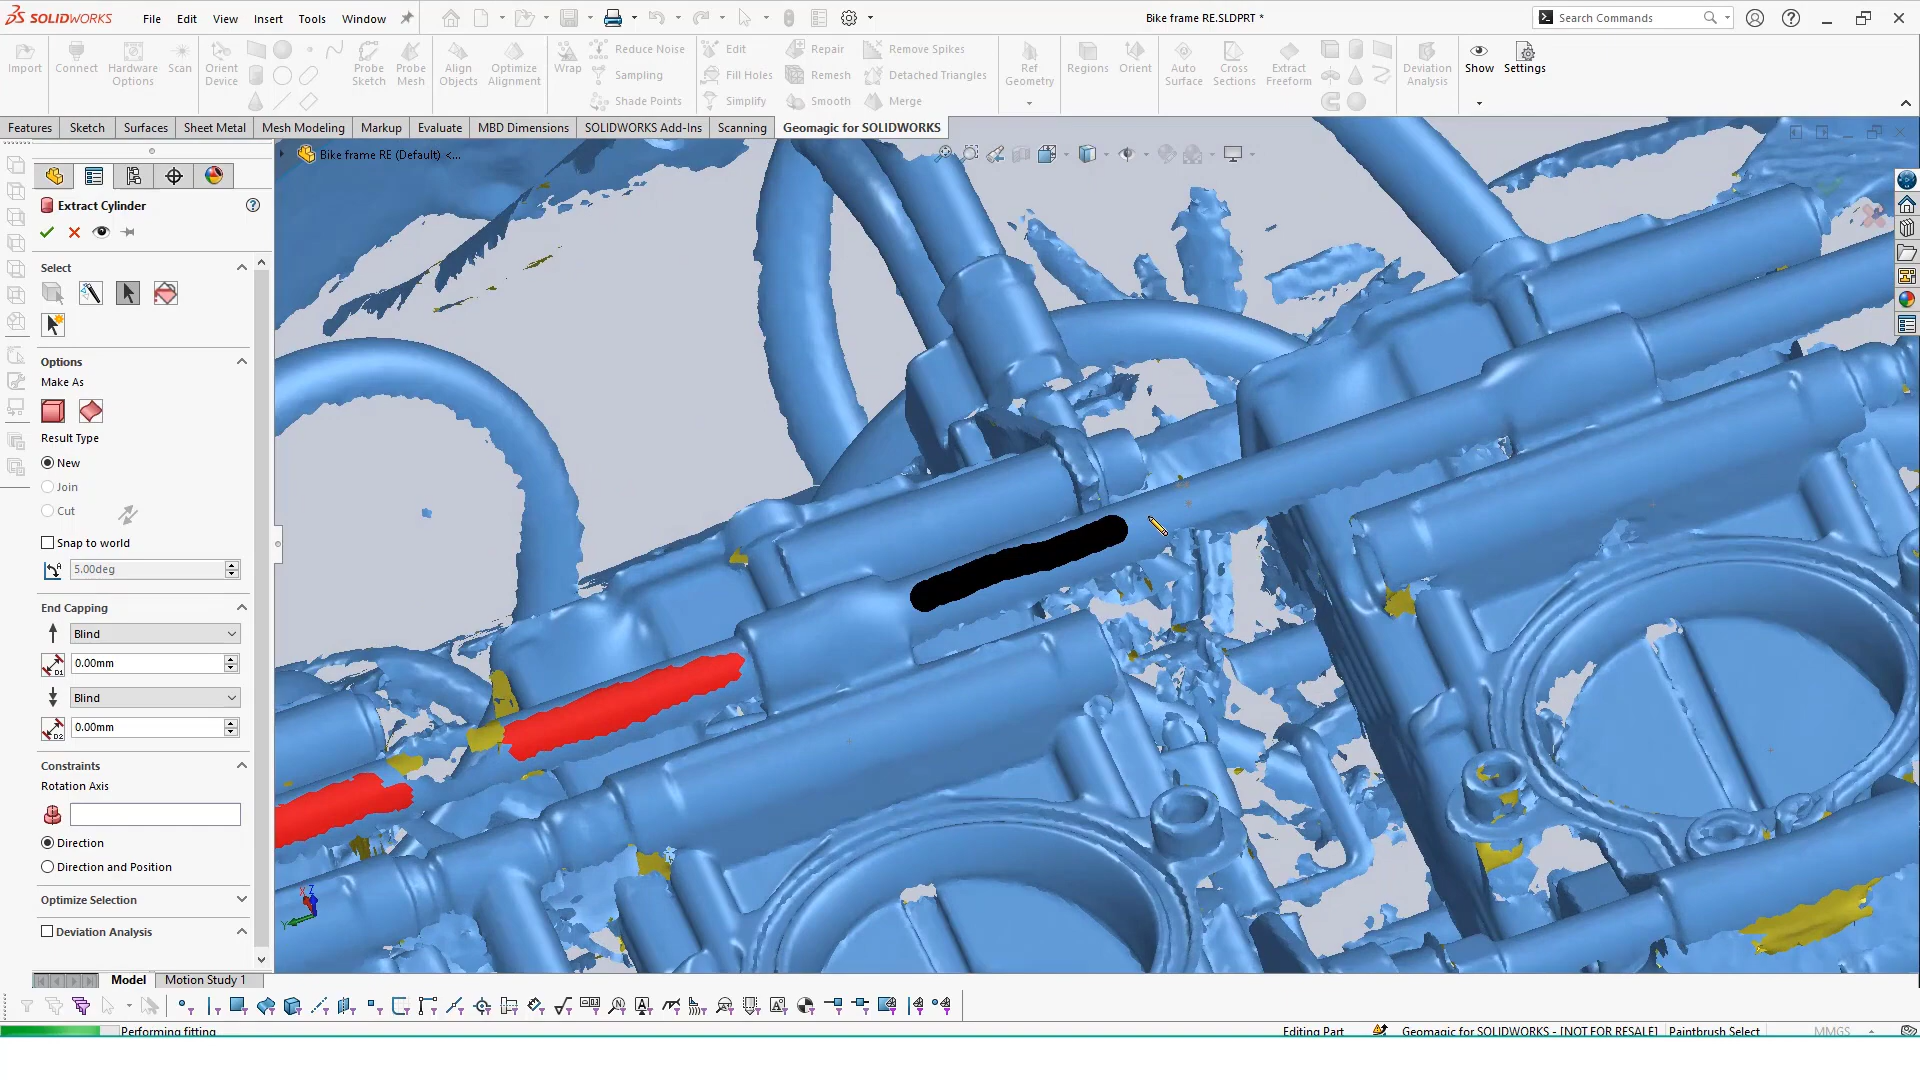 SOLIDWORKS File Edit View Insert Tools Window Bike frame RE.SLDPRT * Search Commands
Import Connect Hardware Options Scan Orient Device Probe Sketch Probe Mesh Align Objects Optimize Alignment Wrap Reduce Noise Sampling Shade Points Edit Fill Holes Simplify Repair Remesh Smooth Remove Spikes Detached Triangles Merge Ref Geometry Regions Orient Auto Surface Cross Sections Extract Freeform Deviation Analysis Show Settings
Features Sketch Surfaces Sheet Metal Mesh Modeling Markup Evaluate MBD Dimensions SOLIDWORKS Add-Ins Scanning Geomagic for SOLIDWORKS
Bike frame RE (Default) <...
Extract Cylinder
Select
Options
Make As
Result Type
New
Join
Cut
Snap to world
5.00deg
End Capping
Blind
0.00mm
Blind
0.00mm
Constraints
Rotation Axis
Direction
Direction and Position
Optimize Selection
Deviation Analysis
X Z
Y
Model Motion Study 1
Performing fitting Editing Part Geomagic for SOLIDWORKS - [NOT FOR RESALE] Paintbrush Select MMGS